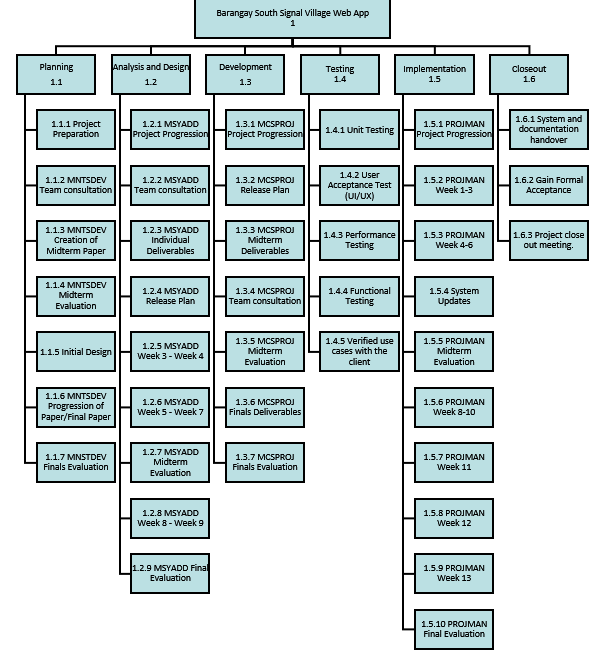 Barangay South Signal Village Web App
1
Planning
1.1
Analysis and Design
1.2
Development
1.3
Testing
1.4
Implementation
1.5
Closeout
1.6
1.1.1 Project
Preparation
1.1.2 MNTSDEV
Team consultation
1.1.3 MNTSDEV
Creation of
Midterm Paper
1.1.4 MNTSDEV
Midterm
Evaluation
1.1.5 Initial Design
1.1.6 MNTSDEV
Progression of
Paper/Final Paper
1.1.7 MNSTDEV
Finals Evaluation
1.2.1 MSYADD
Project Progression
1.2.2 MSYADD
Team consultation
1.2.3 MSYADD
Individual
Deliverables
1.2.4 MSYADD
Release Plan
1.2.5 MSYADD
Week 3 - Week 4
1.2.6 MSYADD
Week 5 - Week 7
1.2.7 MSYADD
Midterm
Evaluation
1.2.8 MSYADD
Week 8 - Week 9
1.2.9 MSYADD Final
Evaluation
1.3.1 MCSPROJ
Project Progression
1.3.2 MCSPROJ
Release Plan
1.3.3 MCSPROJ
Midterm
Deliverables
1.3.4 MCSPROJ
Team consultation
1.3.5 MCSPROJ
Midterm
Evaluation
1.3.6 MCSPROJ
Finals Deliverables
1.3.7 MCSPROJ
Finals Evaluation
1.4.1 Unit Testing
1.4.2 User
Acceptance Test
(UI/UX)
1.4.3 Performance
Testing
1.4.4 Functional
Testing
1.4.5 Verified use
cases with the
client
1.5.1 PROJMAN
Project Progression
1.5.2 PROJMAN
Week 1-3
1.5.3 PROJMAN
Week 4-6
1.5.4 System
Updates
1.5.5 PROJMAN
Midterm
Evaluation
1.5.6 PROJMAN
Week 8-10
1.5.7 PROJMAN
Week 11
1.5.8 PROJMAN
Week 12
1.5.9 PROJMAN
Week 13
1.5.10 PROJMAN
Final Evaluation
1.6.1 System and
documentation
handover
1.6.2 Gain Formal
Acceptance
1.6.3 Project close
out meeting.